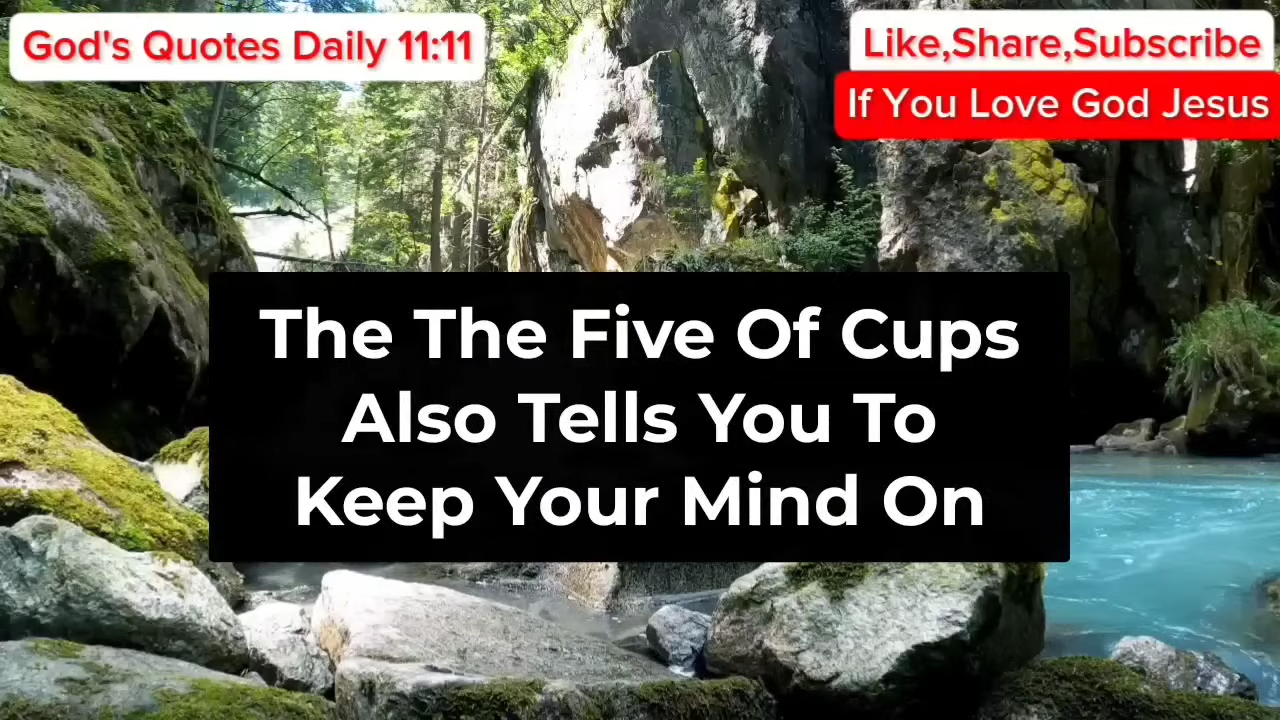 God's Quotes Daily 11:11
Like,Share,Subscribe
If You Love God Jesus
The The Five Of Cups
Also Tells You To
Keep Your Mind On